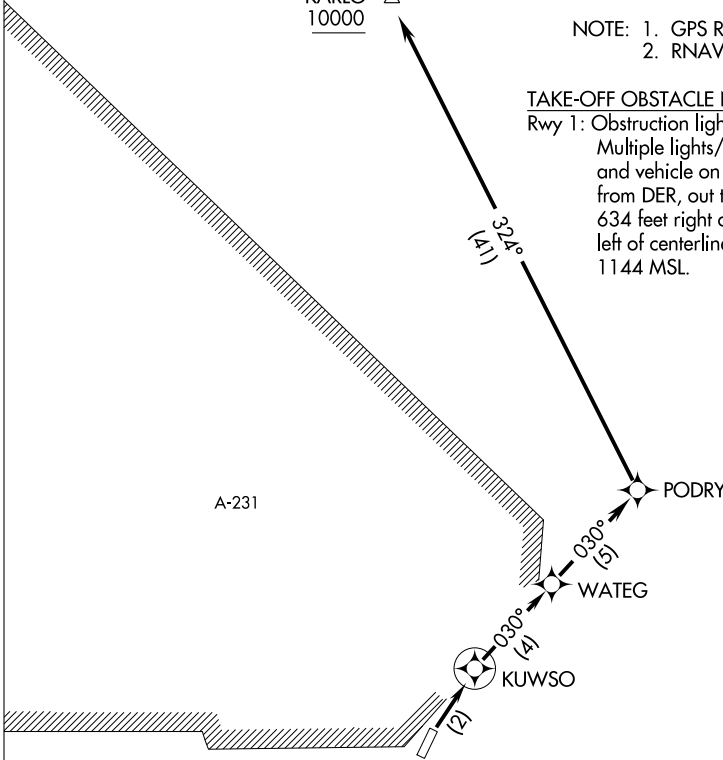 10000
NOTE: 1. GPS R
2. RNAV
TAKE-OFF OBSTACLE
Rwy 1: Obstruction ligh
Multiple lights/
and vehicle on
from DER, out t
634 feet right o
left of centerline
1144 MSL.
324°
(41)
A-231
PODRY
030°
(5)
WATEG
030°
(4)
KUWSO
(2)